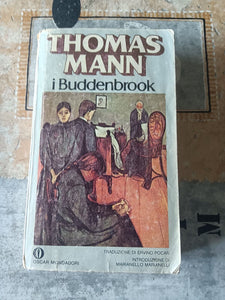 THOMAS
MANN
i Buddenbrook
TRADUZIONE DI ERVINO POCAR
INTRODUZIONE DI
MARIANELLO MARIANELLI
OSCAR MONDADORI
M